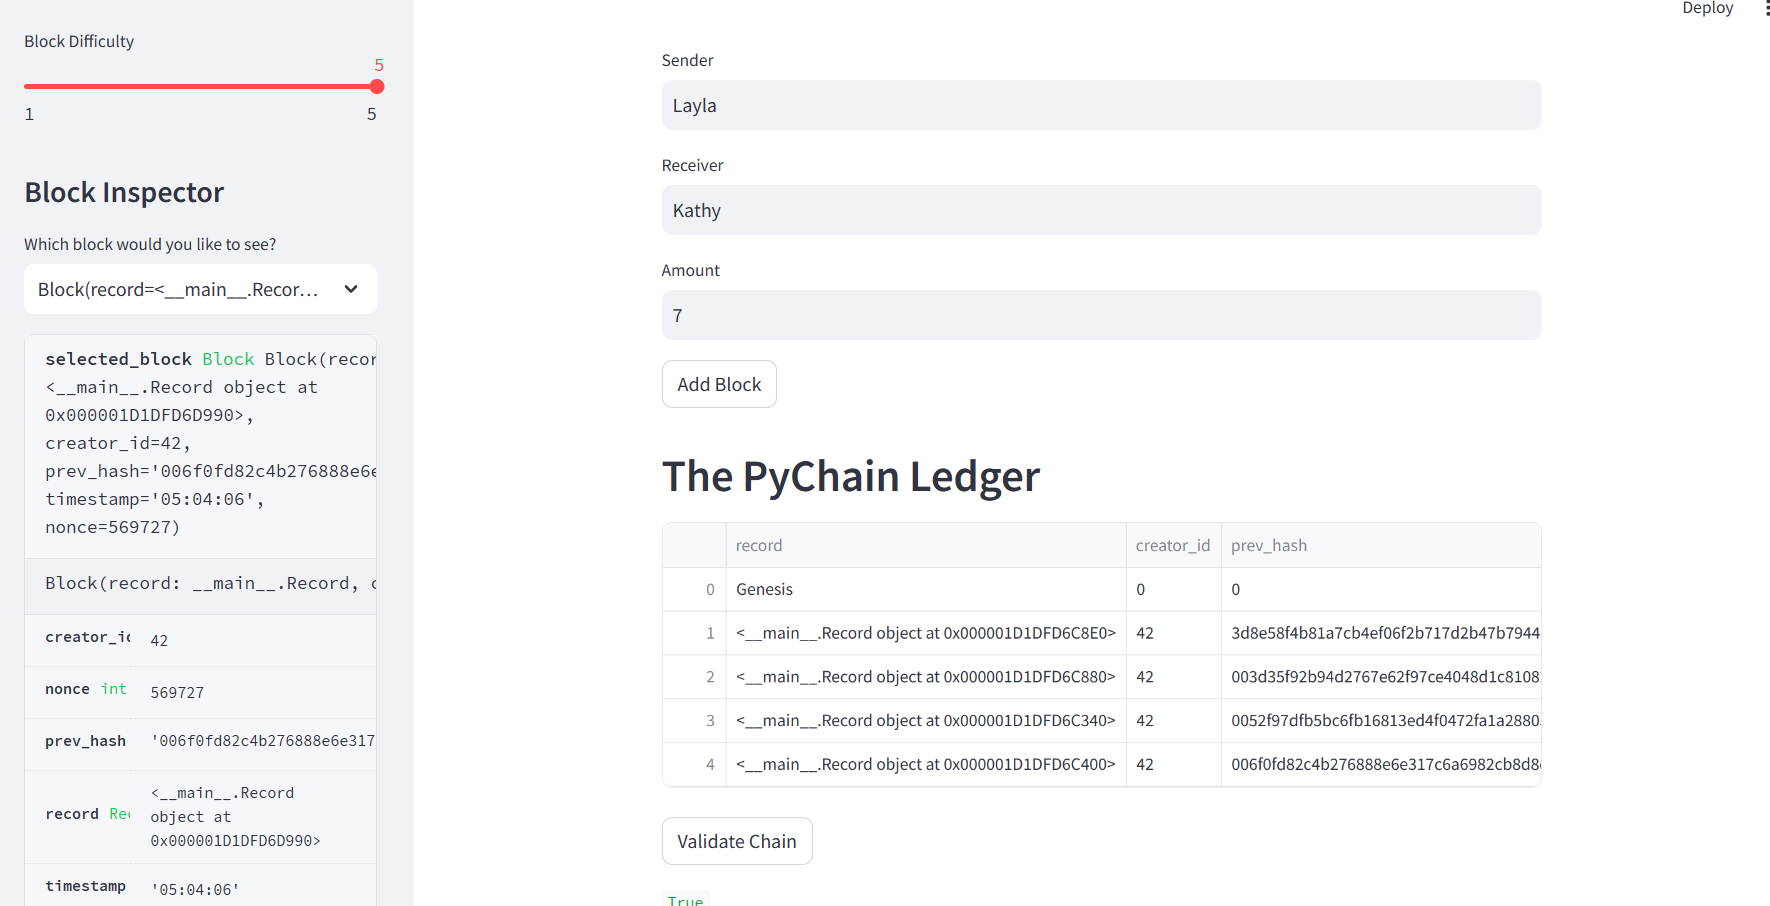 Deploy
Block Difficulty
5
1
5
Block Inspector
Which block would you like to see?
Block(record=<__main__.Recor...
selected_block Block Block(recor
<__main__.Record object at
0x000001D1DFD6D990>,
creator_id=42,
prev_hash='006f0fd82c4b276888e6e
timestamp='05:04:06',
nonce=569727)
Block(record: __main__.Record, c
creator_id 42
nonce int 569727
prev_hash '006f0fd82c4b276888e6e317
record Rec <__main__.Record
object at
0x000001D1DFD6D990>
timestamp '05:04:06'
Sender
Layla
Receiver
Kathy
Amount
7
Add Block
The PyChain Ledger
record creator_id prev_hash
0 Genesis 0 0
1 <__main__.Record object at 0x000001D1DFD6C8E0> 42 3d8e58f4b81a7cb4ef06f2b717d2b47b7944
2 <__main__.Record object at 0x000001D1DFD6C880> 42 003d35f92b94d2767e62f97ce4048d1c8108
3 <__main__.Record object at 0x000001D1DFD6C340> 42 0052f97dfb5bc6fb16813ed4f0472fa1a2880
4 <__main__.Record object at 0x000001D1DFD6C400> 42 006f0fd82c4b276888e6e317c6a6982cb8d8
Validate Chain
True